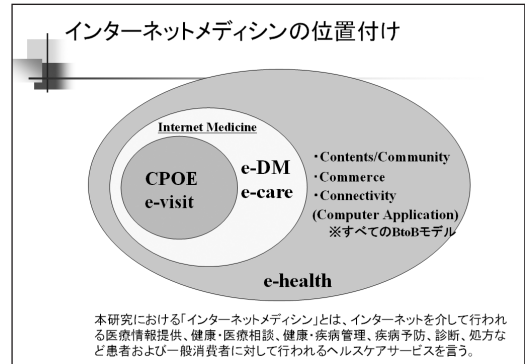 インターネットメディシンの位置付け
Internet Medicine
CPOE
e-visit
e-DM
e-care
・Contents/Community
・Commerce
・Connectivity
(Computer Application)
※すべてのBtoBモデル
e-health
本研究における「インターネットメディシン」とは、インターネットを介して行われ
る医療情報提供、健康・医療相談、健康・疾病管理、疾病予防、診断、処方な
ど患者および一般消費者に対して行われるヘルスケアサービスを言う。